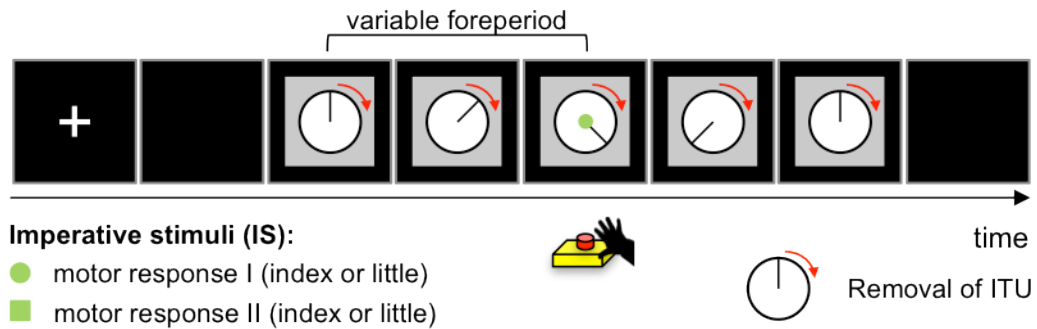 variable foreperiod
Imperative stimuli (IS):
time
motor response I (index or little)
Removal of ITU
motor response II (index or little)